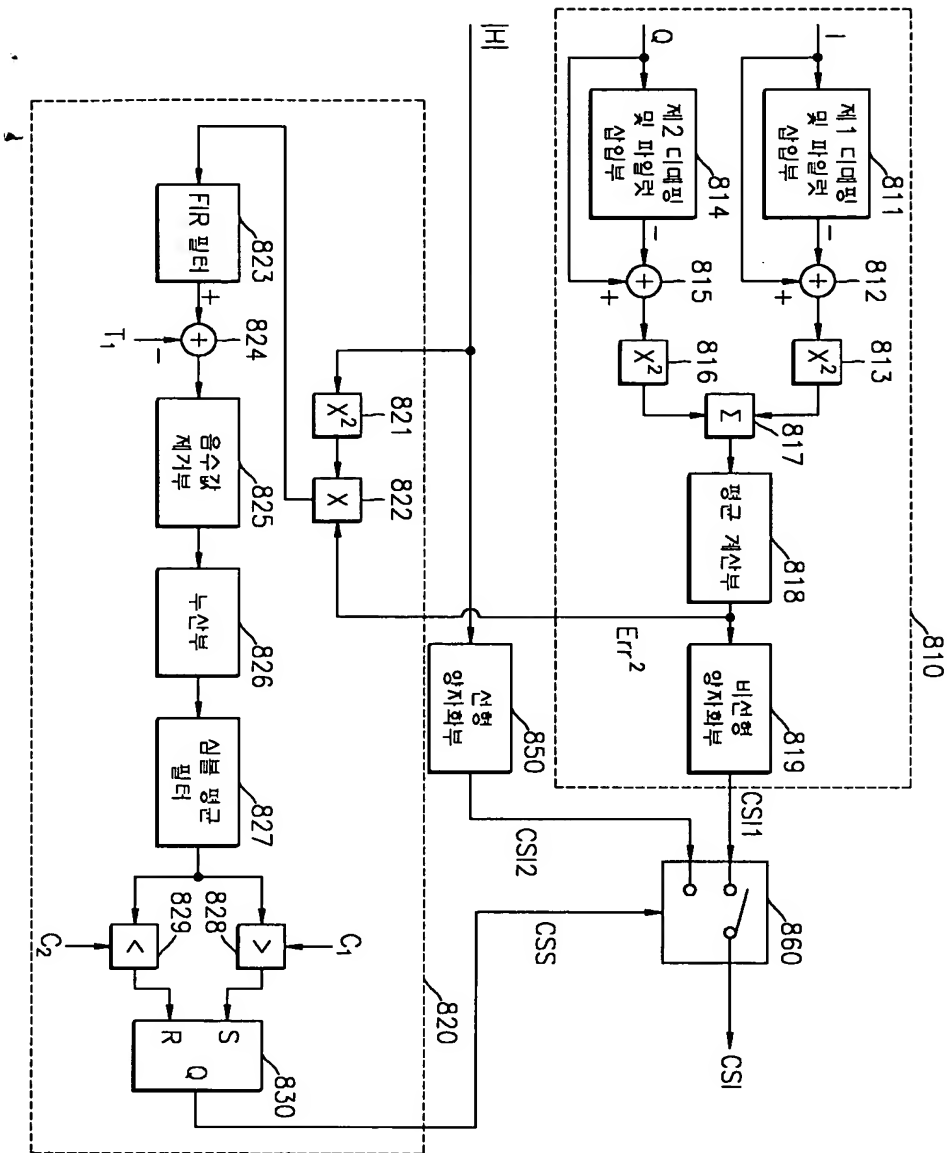 810
I
제1 디매핑
및 파일럿
삽입부
811
−
+
812
X²
813
Q
제2 디매핑
및 파일럿
삽입부
814
−
+
815
X²
816
Σ
817
평균 계산부
818
비선형
양자화부
819
CSI1
Err²
|H|
선형
양자화부
850
CSI2
860
CSI
CSS
820
X²
821
X
822
FIR 필터
823
+
+
824
T₁
−
음수값
제거부
825
누산부
826
심볼 평균
필터
827
>
828
C₁
<
829
C₂
S
R
Q
830